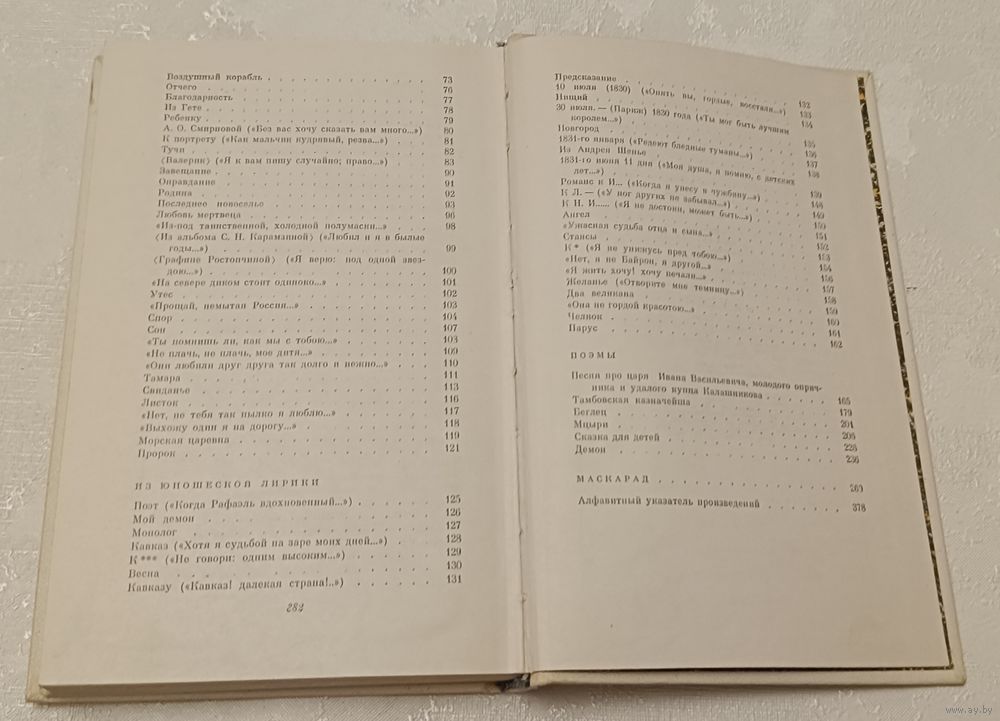 Воздушный корабль . . . . . . . . . . . . . 73
Отчего . . . . . . . . . . . . . . . . 76
Благодарность . . . . . . . . . . . . . . 77
Из Гете . . . . . . . . . . . . . . . . 78
Ребенку . . . . . . . . . . . . . . . . 79
А. О. Смирновой («Без вас хочу сказать вам много...») 80
К портрету («Как мальчик кудрявый, резва...») . . . . 81
Тучи . . . . . . . . . . . . . . . . . 82
⟨Валерик⟩ («Я к вам пишу случайно; право...») . . . . 83
Завещание . . . . . . . . . . . . . . . 90
Оправдание . . . . . . . . . . . . . . . 91
Родина . . . . . . . . . . . . . . . . 92
Последнее новоселье . . . . . . . . . . . . 93
Любовь мертвеца . . . . . . . . . . . . . 96
«Из-под таинственной, холодной полумаски...» . . . . 98
⟨Из альбома С. Н. Карамзиной⟩ («Любил и я в былые
годы...») . . . . . . . . . . . . . . . 99
⟨Графине Ростопчиной⟩ («Я верю: под одной звез-
дою...») . . . . . . . . . . . . . . . 100
«На севере диком стоит одиноко...» . . . . . . . 101
Утес . . . . . . . . . . . . . . . . . 102
«Прощай, немытая Россия...» . . . . . . . . . 103
Спор . . . . . . . . . . . . . . . . . 104
Сон . . . . . . . . . . . . . . . . . 107
«Ты помнишь ли, как мы с тобою...» . . . . . . . 108
«Не плачь, не плачь, мое дитя...» . . . . . . . . 109
«Они любили друг друга так долго и нежно...» . . . . 110
Тамара . . . . . . . . . . . . . . . . 111
Свиданье . . . . . . . . . . . . . . . 113
Листок . . . . . . . . . . . . . . . . 116
«Нет, не тебя так пылко я люблю...» . . . . . . . 117
«Выхожу один я на дорогу...» . . . . . . . . . 118
Морская царевна . . . . . . . . . . . . . 119
Пророк . . . . . . . . . . . . . . . . 121
ИЗ ЮНОШЕСКОЙ ЛИРИКИ
Поэт («Когда Рафаэль вдохновенный...») . . . . . . 125
Мой демон . . . . . . . . . . . . . . . 126
Монолог . . . . . . . . . . . . . . . . 127
Кавказ («Хотя я судьбой на заре моих дней...») . . . . 128
К *** («Не говори: одним высоким...») . . . . . . . 129
Весна . . . . . . . . . . . . . . . . . 130
Кавказу («Кавказ! далекая страна!..») . . . . . . . 131
382
Предсказание . . . . . . . . . . . . . . 132
10 июля (1830) («Опять вы, гордые, восстали...») . . 133
Нищий . . . . . . . . . . . . . . . . 134
30 июля. — (Париж) 1830 года («Ты мог быть лучшим
королем...») . . . . . . . . . . . . . . 135
Новгород . . . . . . . . . . . . . . . 136
1831-го января («Редеют бледные туманы...») . . . . 137
Из Андрея Шенье . . . . . . . . . . . . . 138
1831-го июня 11 дня («Моя душа, я помню, с детских
лет...») . . . . . . . . . . . . . . . 139
Романс к И... («Когда я унесу в чужбину...») . . . . 148
К Л. — («У ног других не забывал...») . . . . . . . 149
К Н. И...... («Я не достоин, может быть...») . . . . 150
Ангел . . . . . . . . . . . . . . . . . 151
«Ужасная судьба отца и сына...» . . . . . . . . 152
Стансы . . . . . . . . . . . . . . . . 153
К * («Я не унижусь пред тобою...») . . . . . . . 154
«Нет, я не Байрон, я другой...» . . . . . . . . . 156
«Я жить хочу! хочу печали...» . . . . . . . . . 157
Желанье («Отворите мне темницу...») . . . . . . . 158
Два великана . . . . . . . . . . . . . . 159
«Она не гордой красотою...» . . . . . . . . . . 160
Челнок . . . . . . . . . . . . . . . . 161
Парус . . . . . . . . . . . . . . . . . 162
ПОЭМЫ
Песня про царя Ивана Васильевича, молодого оприч-
ника и удалого купца Калашникова . . . . . . . 165
Тамбовская казначейша . . . . . . . . . . . 179
Беглец . . . . . . . . . . . . . . . . 201
Мцыри . . . . . . . . . . . . . . . . 208
Сказка для детей . . . . . . . . . . . . . 228
Демон . . . . . . . . . . . . . . . . . 236
МАСКАРАД . . . . . . . . . . . . . . . 269
Алфавитный указатель произведений . . . . . . . 378
www.ay.by